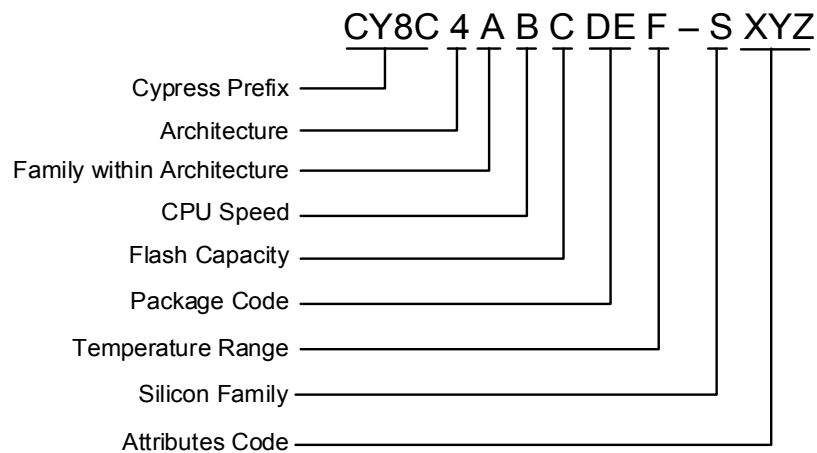 CY8C 4 A B C DE F – S XYZ
Cypress Prefix
Architecture
Family within Architecture
CPU Speed
Flash Capacity
Package Code
Temperature Range
Silicon Family
Attributes Code